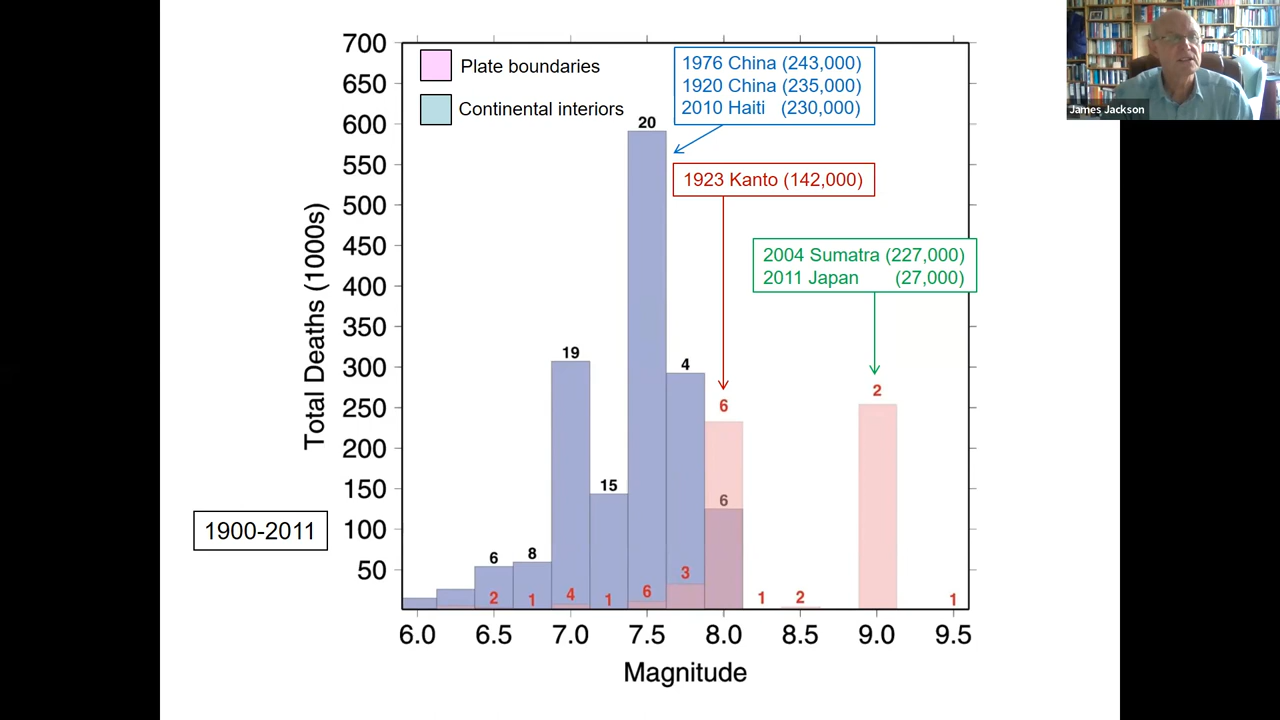 700
650
600
550
500
450
400
350
300
250
200
150
100
50
Total Deaths (1000s)
Plate boundaries
Continental interiors
1976 China (243,000)
1920 China (235,000)
2010 Haiti (230,000)
1923 Kanto (142,000)
2004 Sumatra (227,000)
2011 Japan (27,000)
20
19
4
15
6
8
6
2
6
2
1
4
1
6
3
1
2
1
1900-2011
6.0 6.5 7.0 7.5 8.0 8.5 9.0 9.5
Magnitude
James Jackson